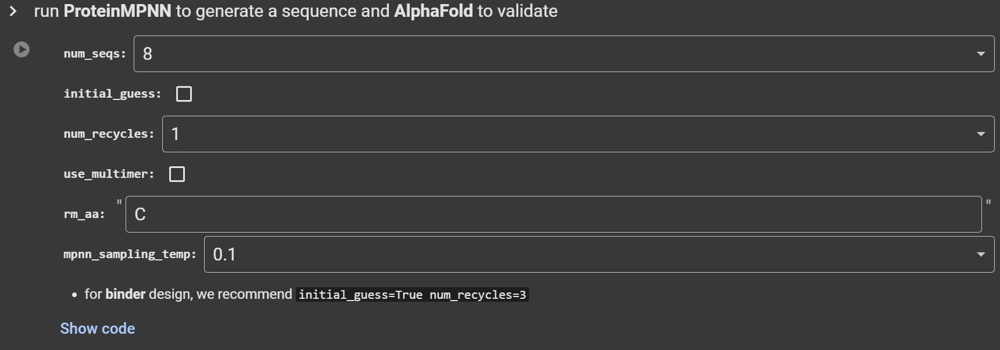 run ProteinMPNN to generate a sequence and AlphaFold to validate
num_seqs: 8
initial_guess:
num_recycles: 1
use_multimer:
rm_aa: "C"
mpnn_sampling_temp: 0.1
• for binder design, we recommend initial_guess=True num_recycles=3
Show code